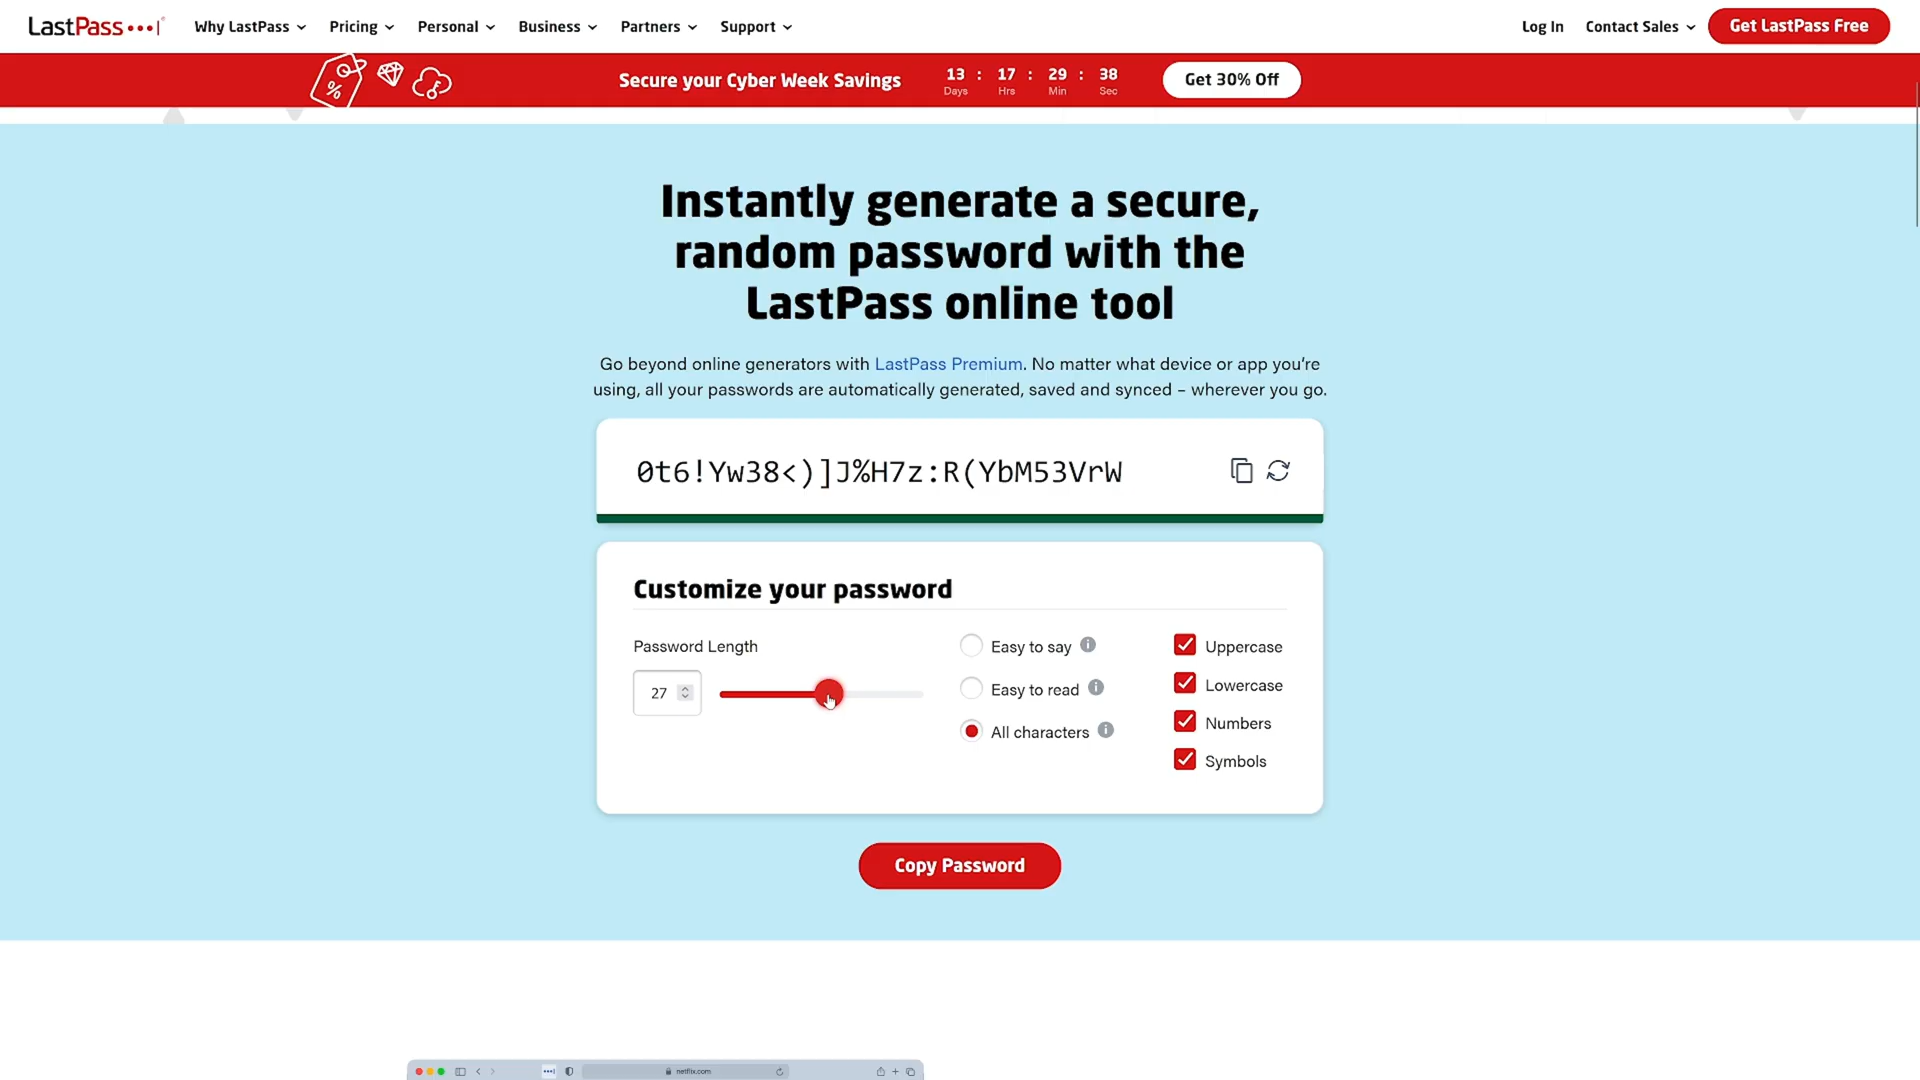 LastPass
Why LastPass Pricing Personal Business Partners Support Log In Contact Sales Get LastPass Free
% Secure your Cyber Week Savings 13 : 17 : 29 : 38 Get 30% Off
Days Hrs Min Sec
Instantly generate a secure,
random password with the
LastPass online tool
Go beyond online generators with LastPass Premium. No matter what device or app you’re
using, all your passwords are automatically generated, saved and synced – wherever you go.
0t6!Yw38<)]J%H7z:R(YbM53VrW
Customize your password
Password Length
27
Easy to say
Easy to read
All characters
Uppercase
Lowercase
Numbers
Symbols
Copy Password
netflix.com